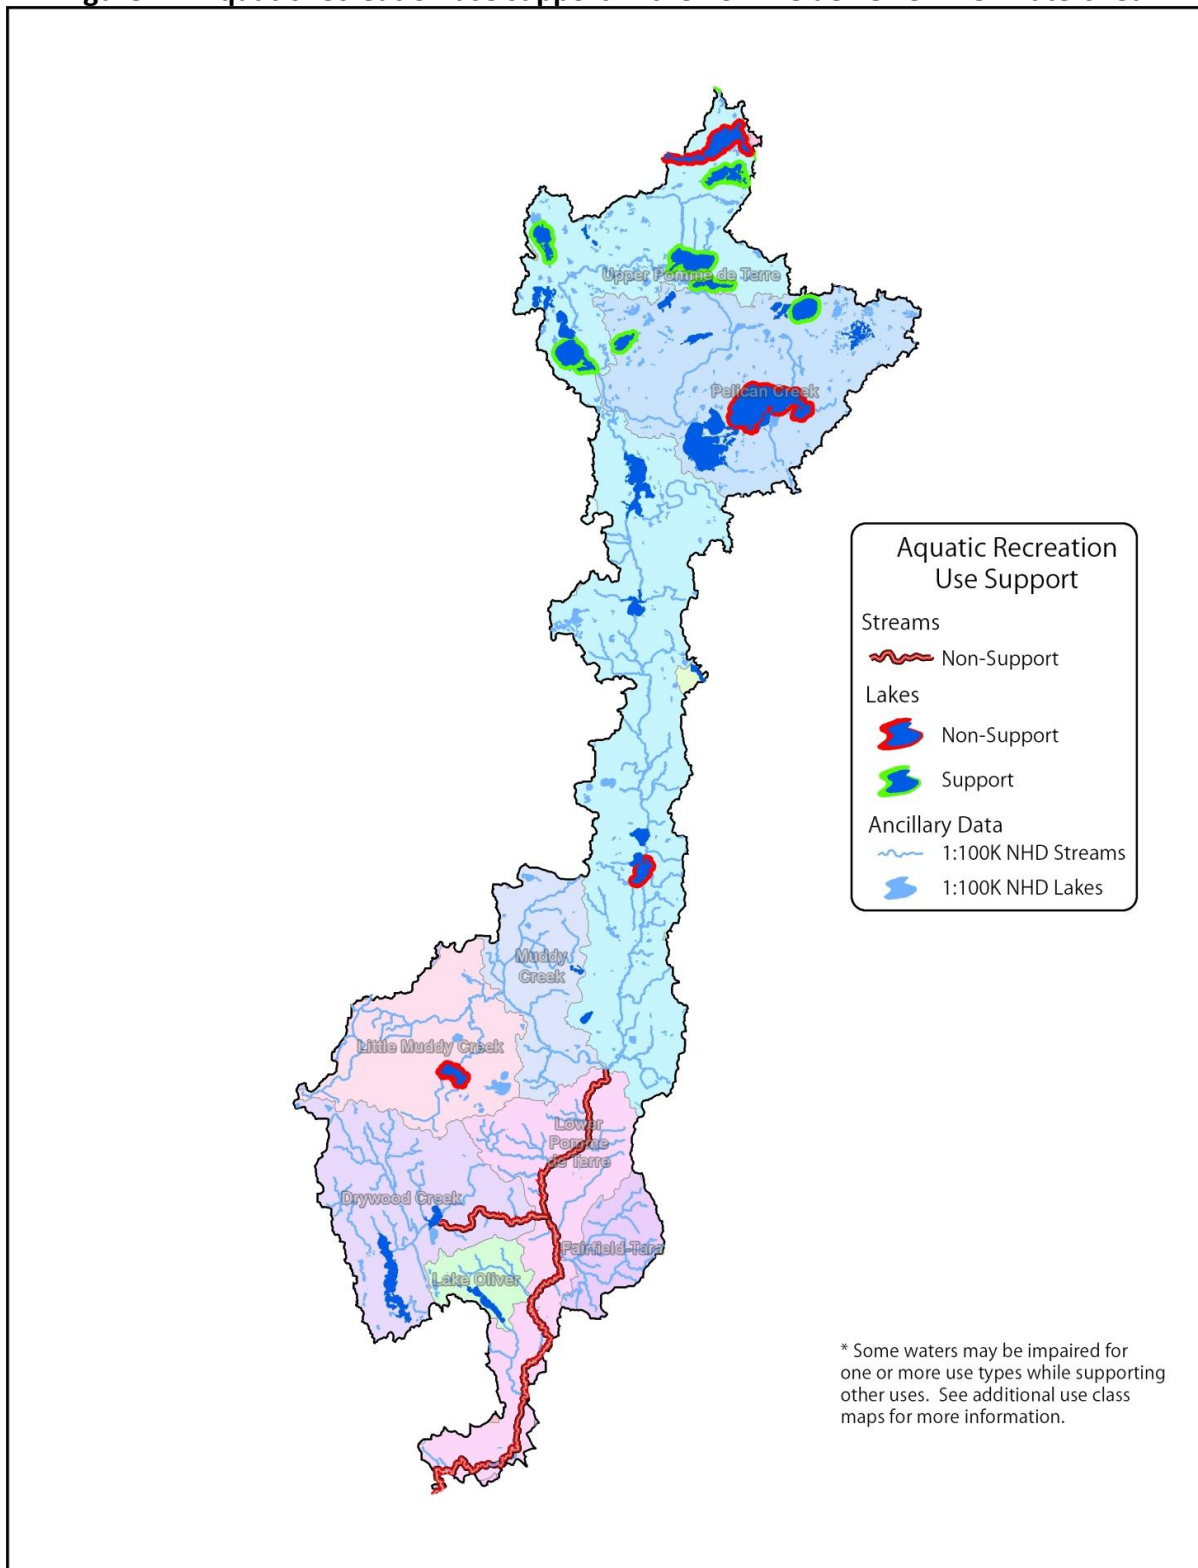 Upper Pomme de Terre
Pelican Creek
Aquatic Recreation
Use Support
Streams
Non-Support
Lakes
Non-Support
Support
Ancillary Data
1:100K NHD Streams
1:100K NHD Lakes
Muddy
Creek
Little Muddy Creek
Lower
Pomme
de Terre
Drywood Creek
Fairfield-Tara
Lake Oliver
* Some waters may be impaired for
one or more use types while supporting
other uses. See additional use class
maps for more information.